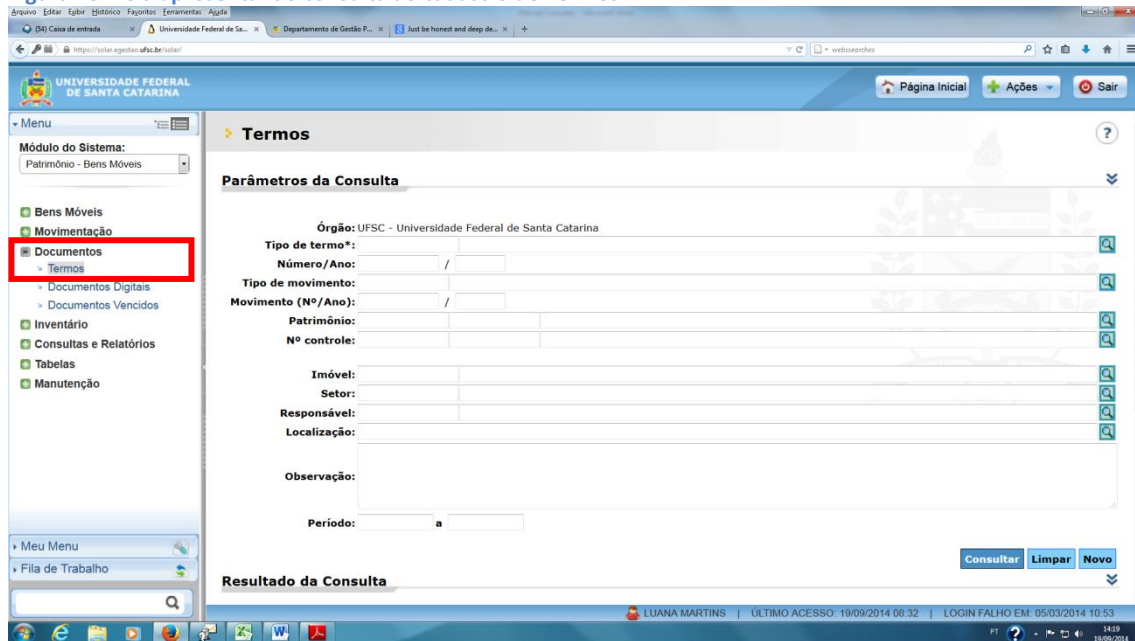 Arquivo Editar Exibir Histórico Favoritos Ferramentas Ajuda
(54) Caixa de entrada × Universidade Federal de Sa... × Departamento de Gestão P... × Just be honest and deep de... × +
https://solar.egestao.ufsc.br/solar/ websearches
UNIVERSIDADE FEDERAL
DE SANTA CATARINA
Página Inicial Ações Sair
Menu
Módulo do Sistema:
Patrimônio - Bens Móveis
Bens Móveis
Movimentação
Documentos
Termos
Documentos Digitais
Documentos Vencidos
Inventário
Consultas e Relatórios
Tabelas
Manutenção
Meu Menu
Fila de Trabalho
Termos ?
Parâmetros da Consulta
Órgão: UFSC - Universidade Federal de Santa Catarina
Tipo de termo*:
Número/Ano: /
Tipo de movimento:
Movimento (Nº/Ano): /
Patrimônio:
Nº controle:
Imóvel:
Setor:
Responsável:
Localização:
Observação:
Período: a
Consultar Limpar Novo
Resultado da Consulta
LUANA MARTINS | ÚLTIMO ACESSO: 19/09/2014 08:32 | LOGIN FALHO EM: 05/03/2014 10:53
PT 14:19
19/09/2014